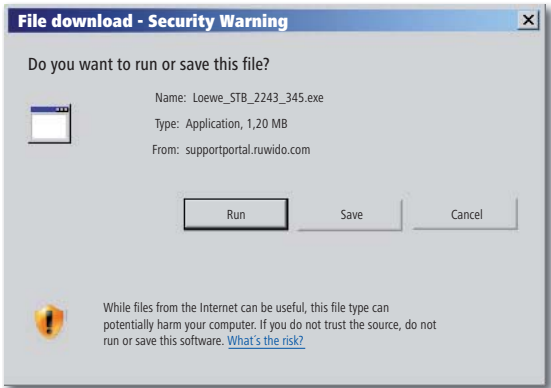 File download - Security Warning
Do you want to run or save this file?
Name: Loewe_STB_2243_345.exe
Type: Application, 1,20 MB
From: supportportal.ruwido.com
Run Save Cancel
While files from the Internet can be useful, this file type can
potentially harm your computer. If you do not trust the source, do not
run or save this software. What´s the risk?